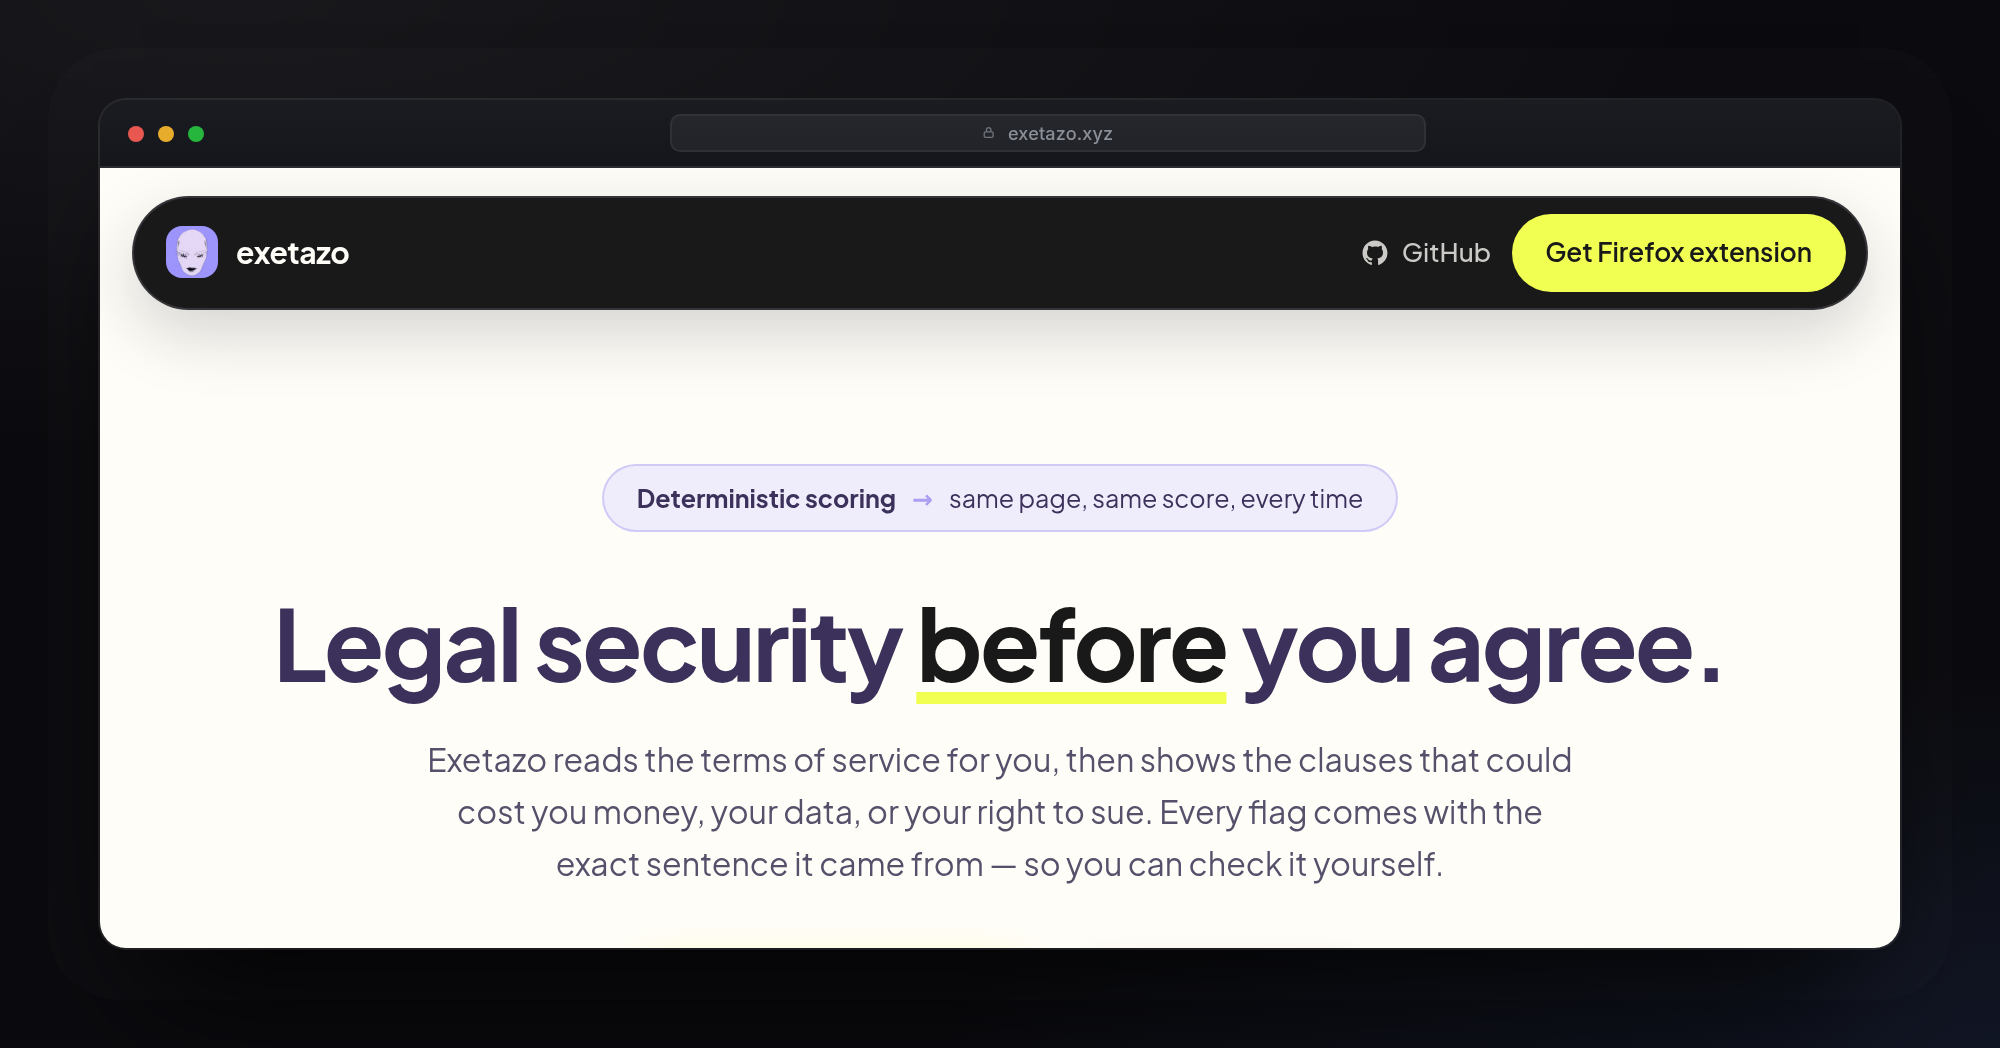 exetazo.xyz
exetazo
GitHub
Get Firefox extension
Deterministic scoring → same page, same score, every time
Legal security before you agree.
Exetazo reads the terms of service for you, then shows the clauses that could
cost you money, your data, or your right to sue. Every flag comes with the
exact sentence it came from — so you can check it yourself.